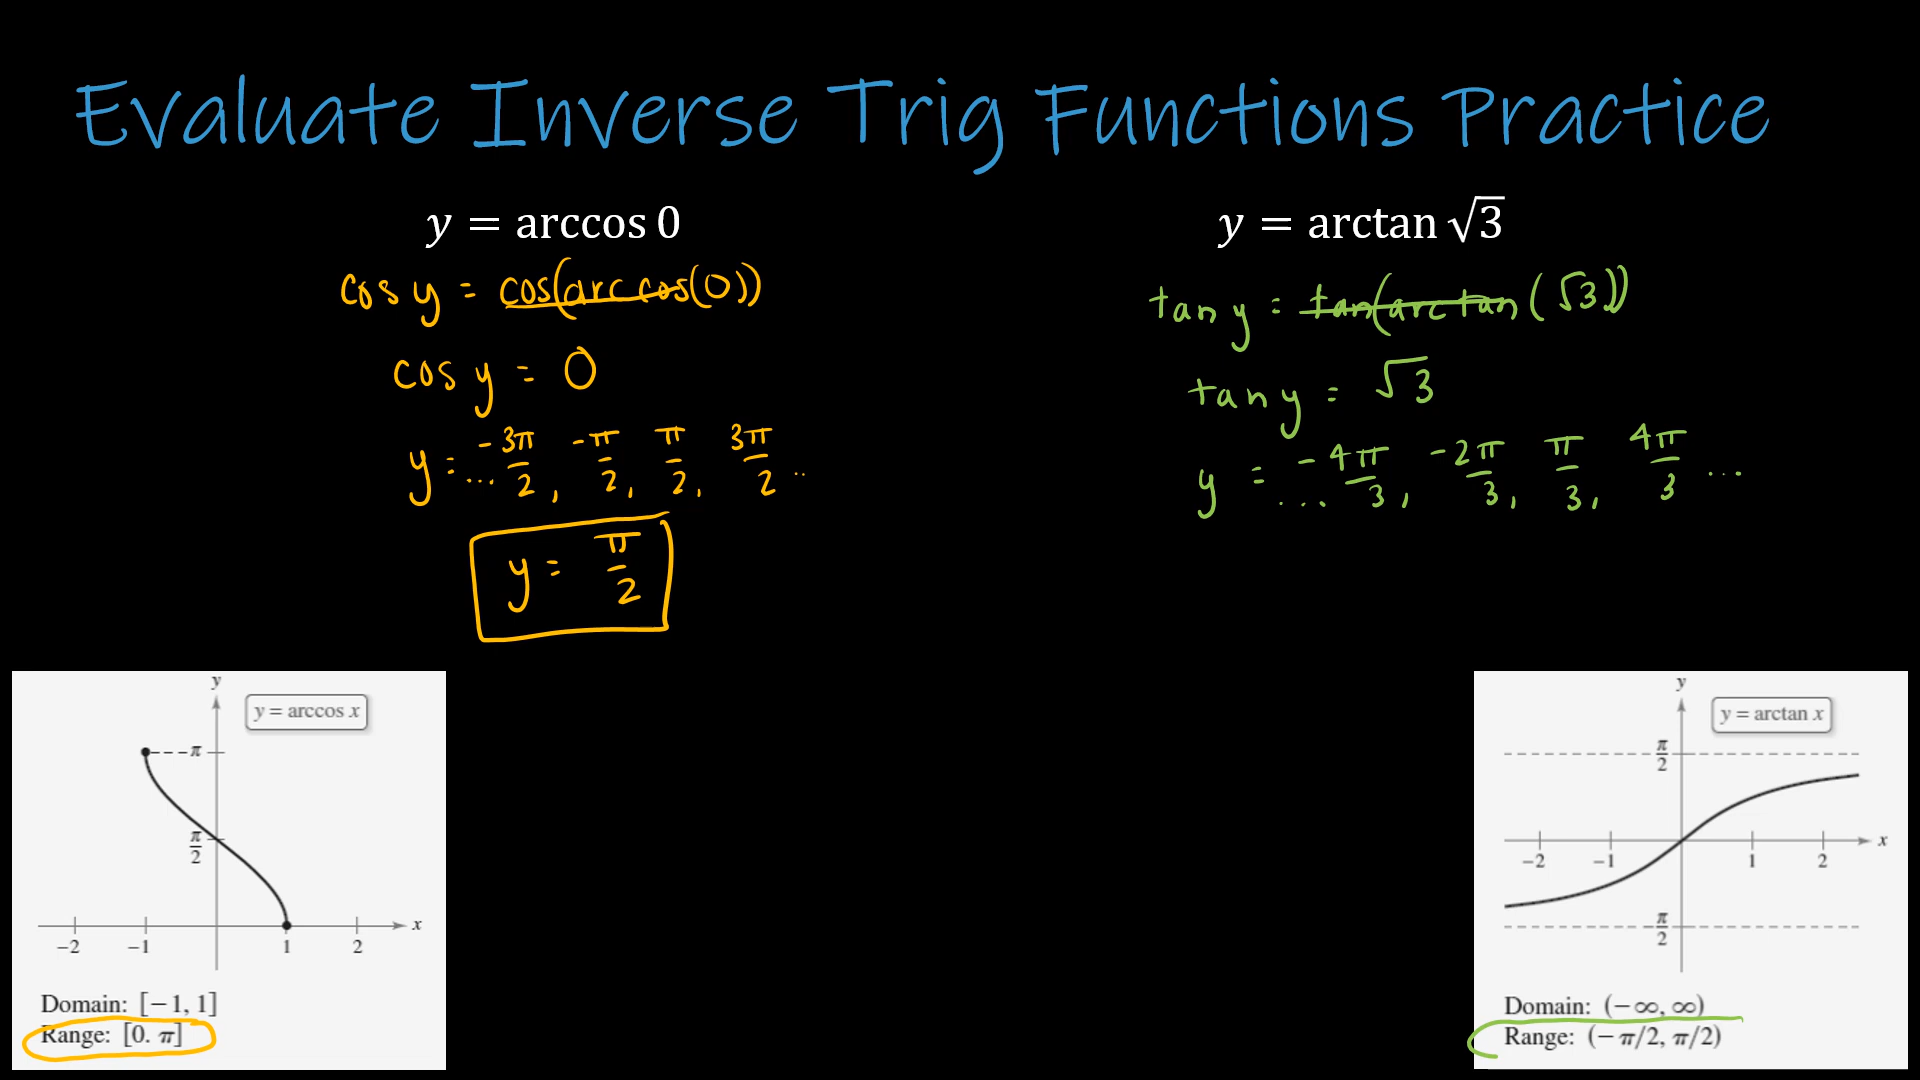 Evaluate Inverse Trig Functions Practice
y = arccos 0
cos y = cos(arccos(0))
cos y = 0
y = ... -3π/2, -π/2, π/2, 3π/2 ..
y = π/2
y = arctan √3
tan y = tan(arctan(√3))
tan y = √3
y = ... -4π/3, -2π/3, π/3, 4π/3 ...
y
y = arccos x
π
π/2
-2 -1 1 2 x
Domain: [-1, 1]
Range: [0. π]
y
y = arctan x
π/2
-2 -1 1 2 x
-π/2
Domain: (-∞, ∞)
Range: (-π/2, π/2)